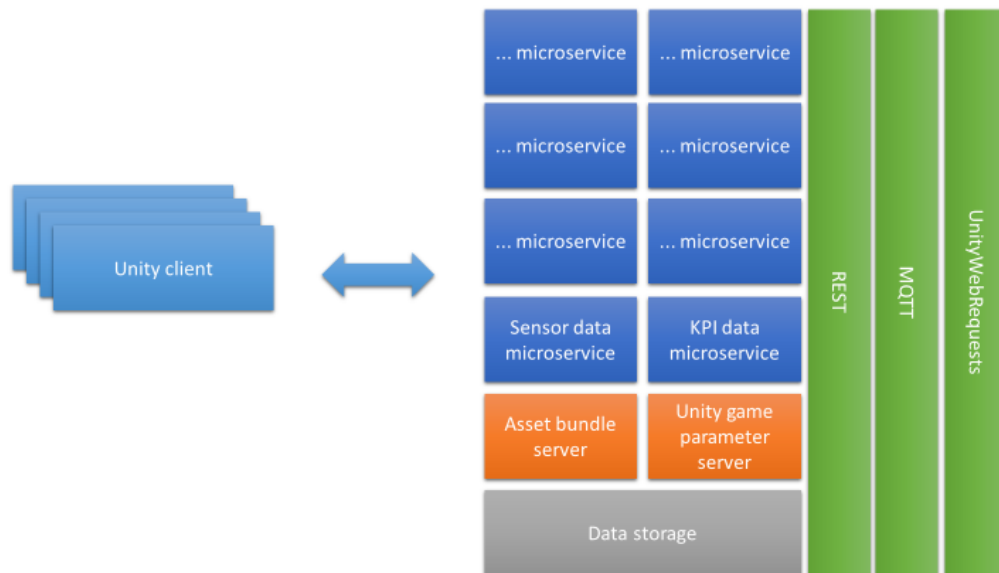 ... microservice
... microservice
... microservice
... microservice
Unity client
... microservice
... microservice
Sensor data
microservice
KPI data
microservice
Asset bundle
server
Unity game
parameter
server
Data storage
REST
MQTT
UnityWebRequests